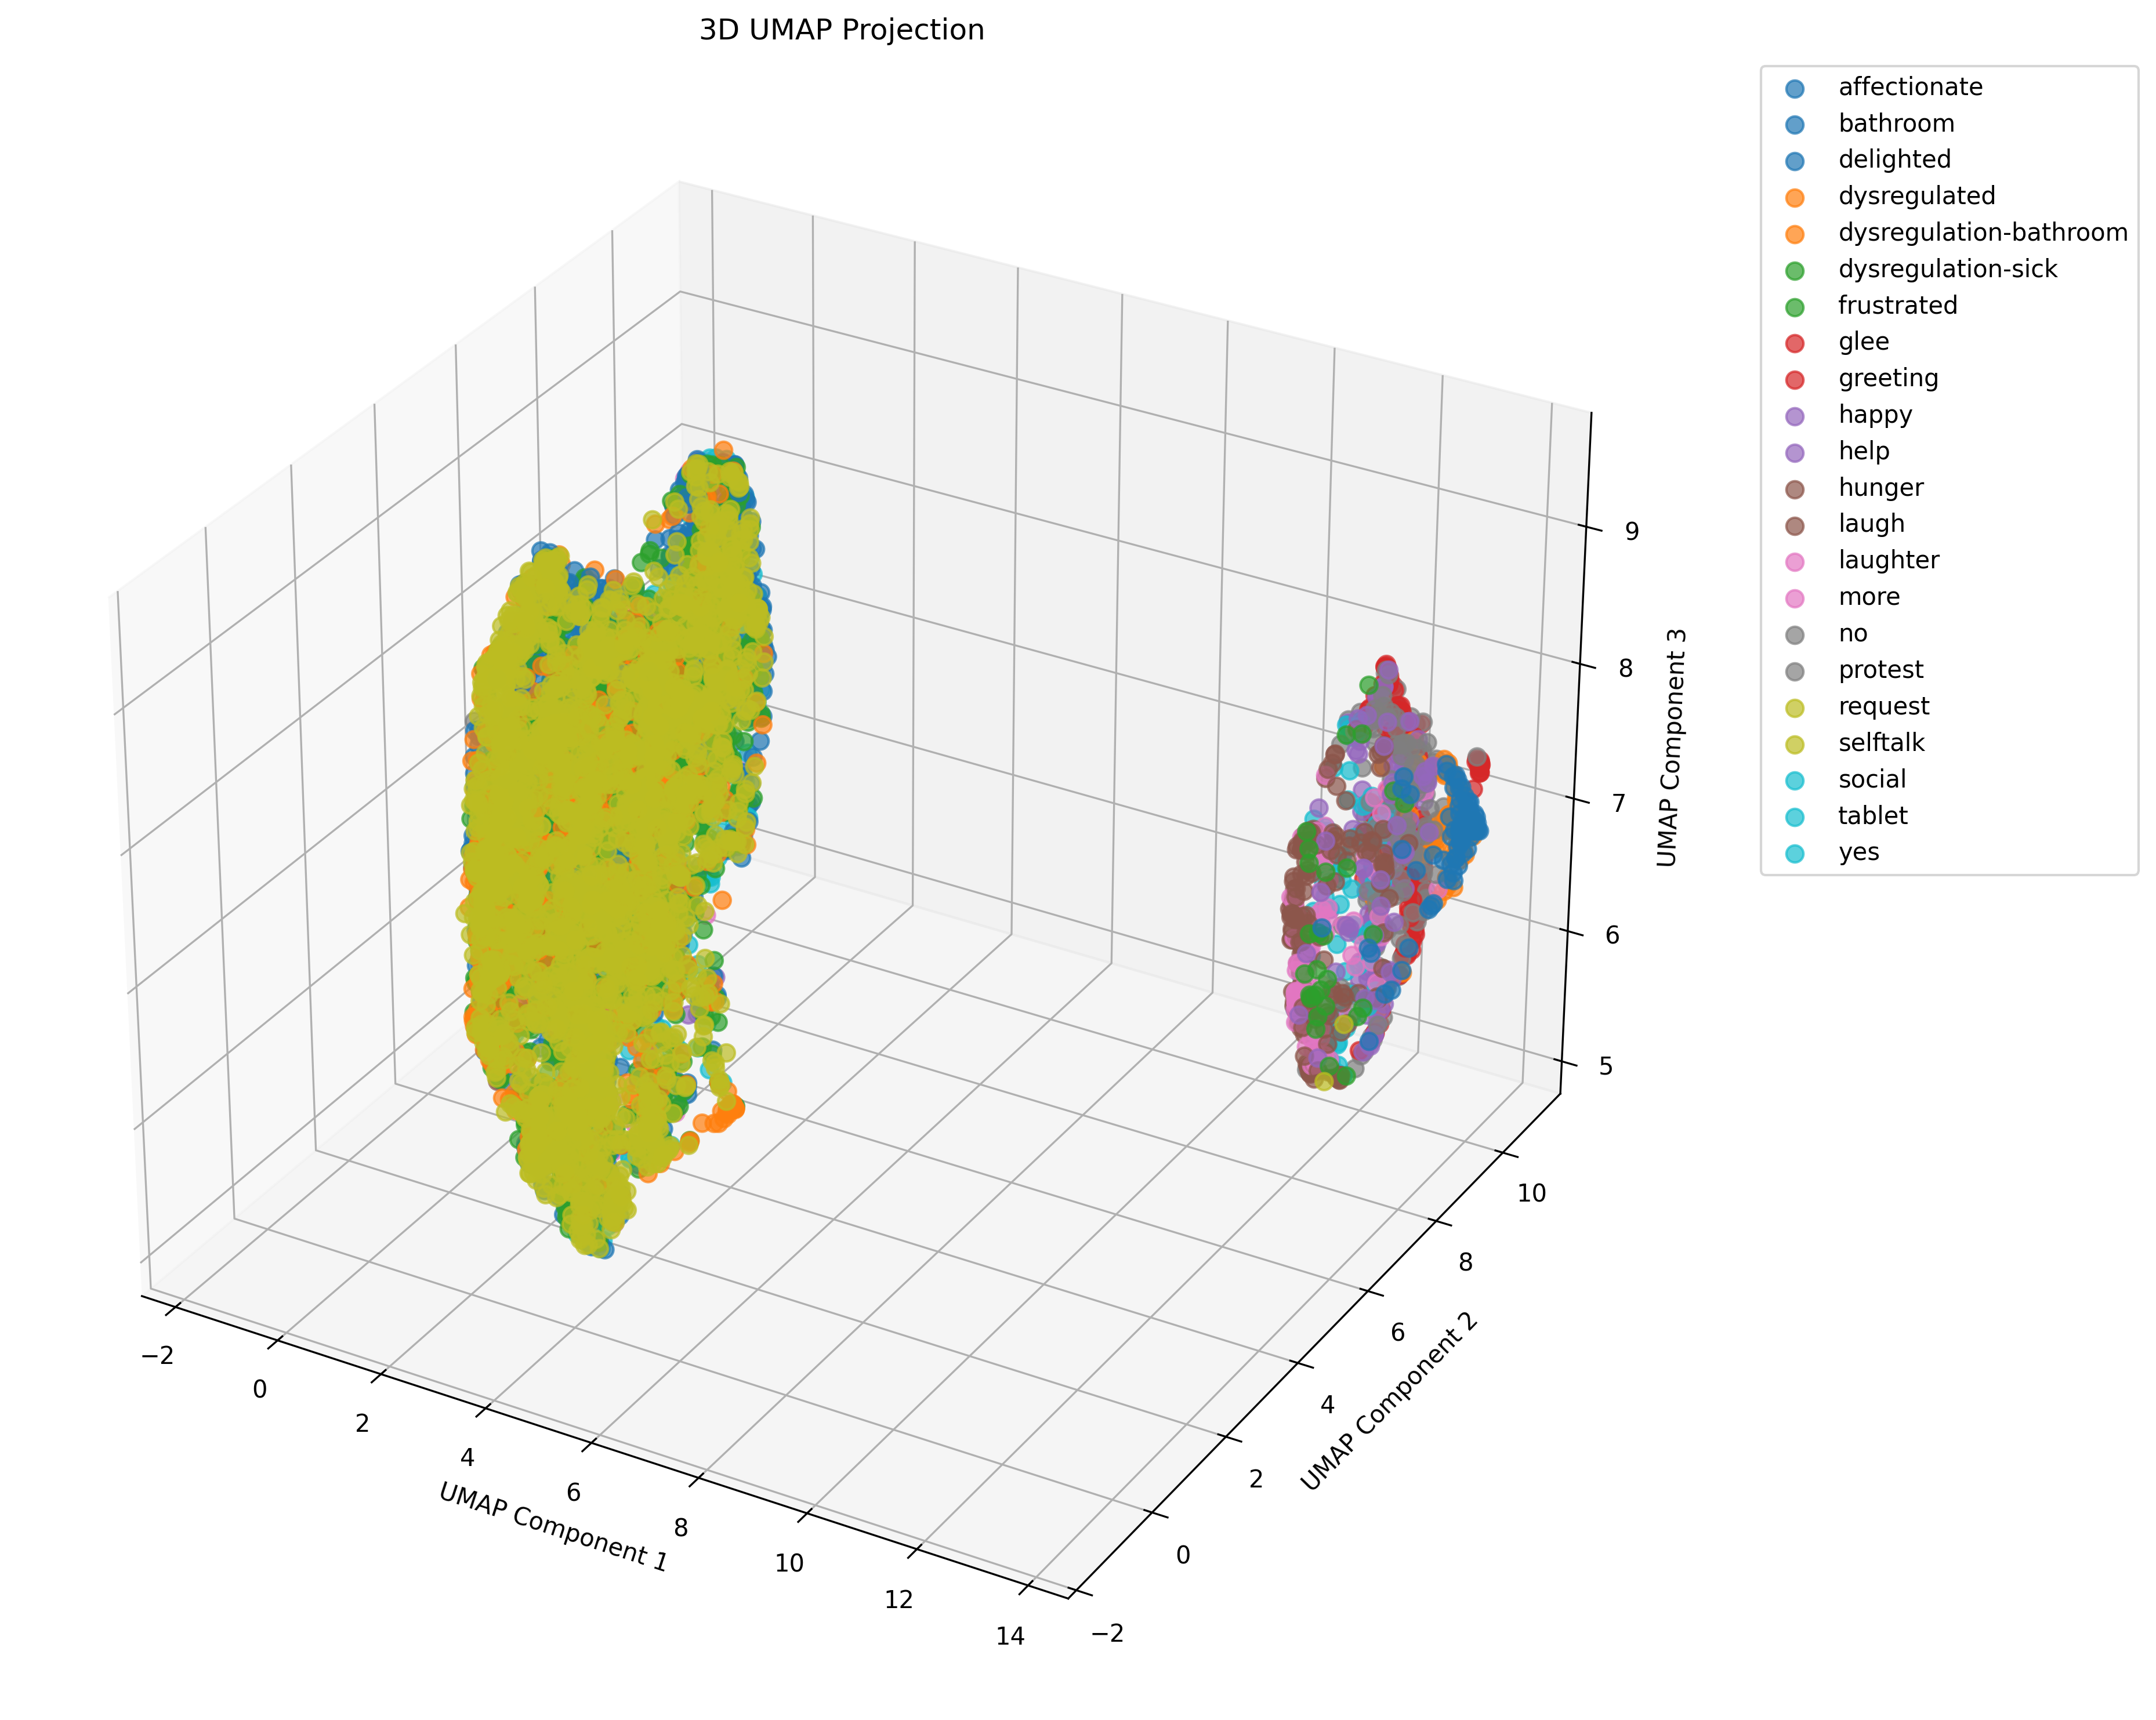 3D UMAP Projection
affectionate
bathroom
delighted
dysregulated
dysregulation-bathroom
dysregulation-sick
frustrated
glee
greeting
happy
help
hunger
laugh
laughter
more
no
protest
request
selftalk
social
tablet
yes
9
8
7
6
5
UMAP Component 3
10
8
6
4
2
0
−2
UMAP Component 2
−2
0
2
4
6
8
10
12
14
UMAP Component 1